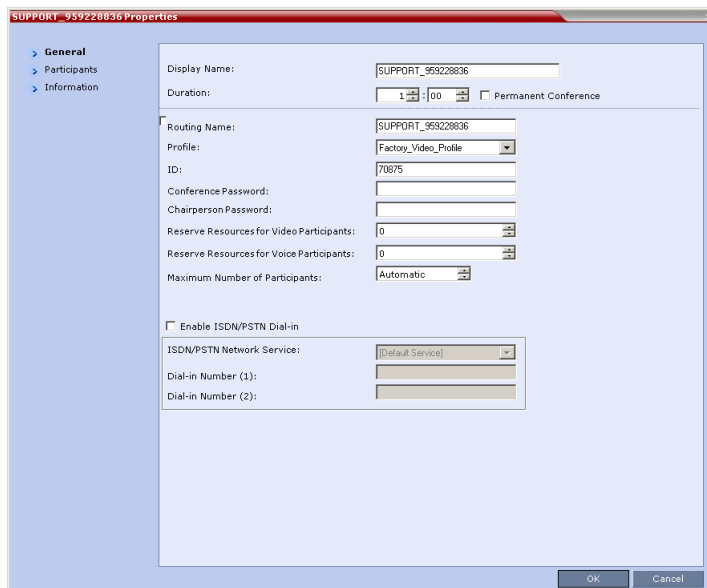 SUPPORT_959228836 Properties
General
Participants
Information
Display Name: SUPPORT_959228836
Duration: 1 : 00 Permanent Conference
Routing Name: SUPPORT_959228836
Profile: Factory_Video_Profile
ID: 70875
Conference Password:
Chairperson Password:
Reserve Resources for Video Participants: 0
Reserve Resources for Voice Participants: 0
Maximum Number of Participants: Automatic
Enable ISDN/PSTN Dial-in
ISDN/PSTN Network Service: [Default Service]
Dial-in Number (1):
Dial-in Number (2):
OK Cancel